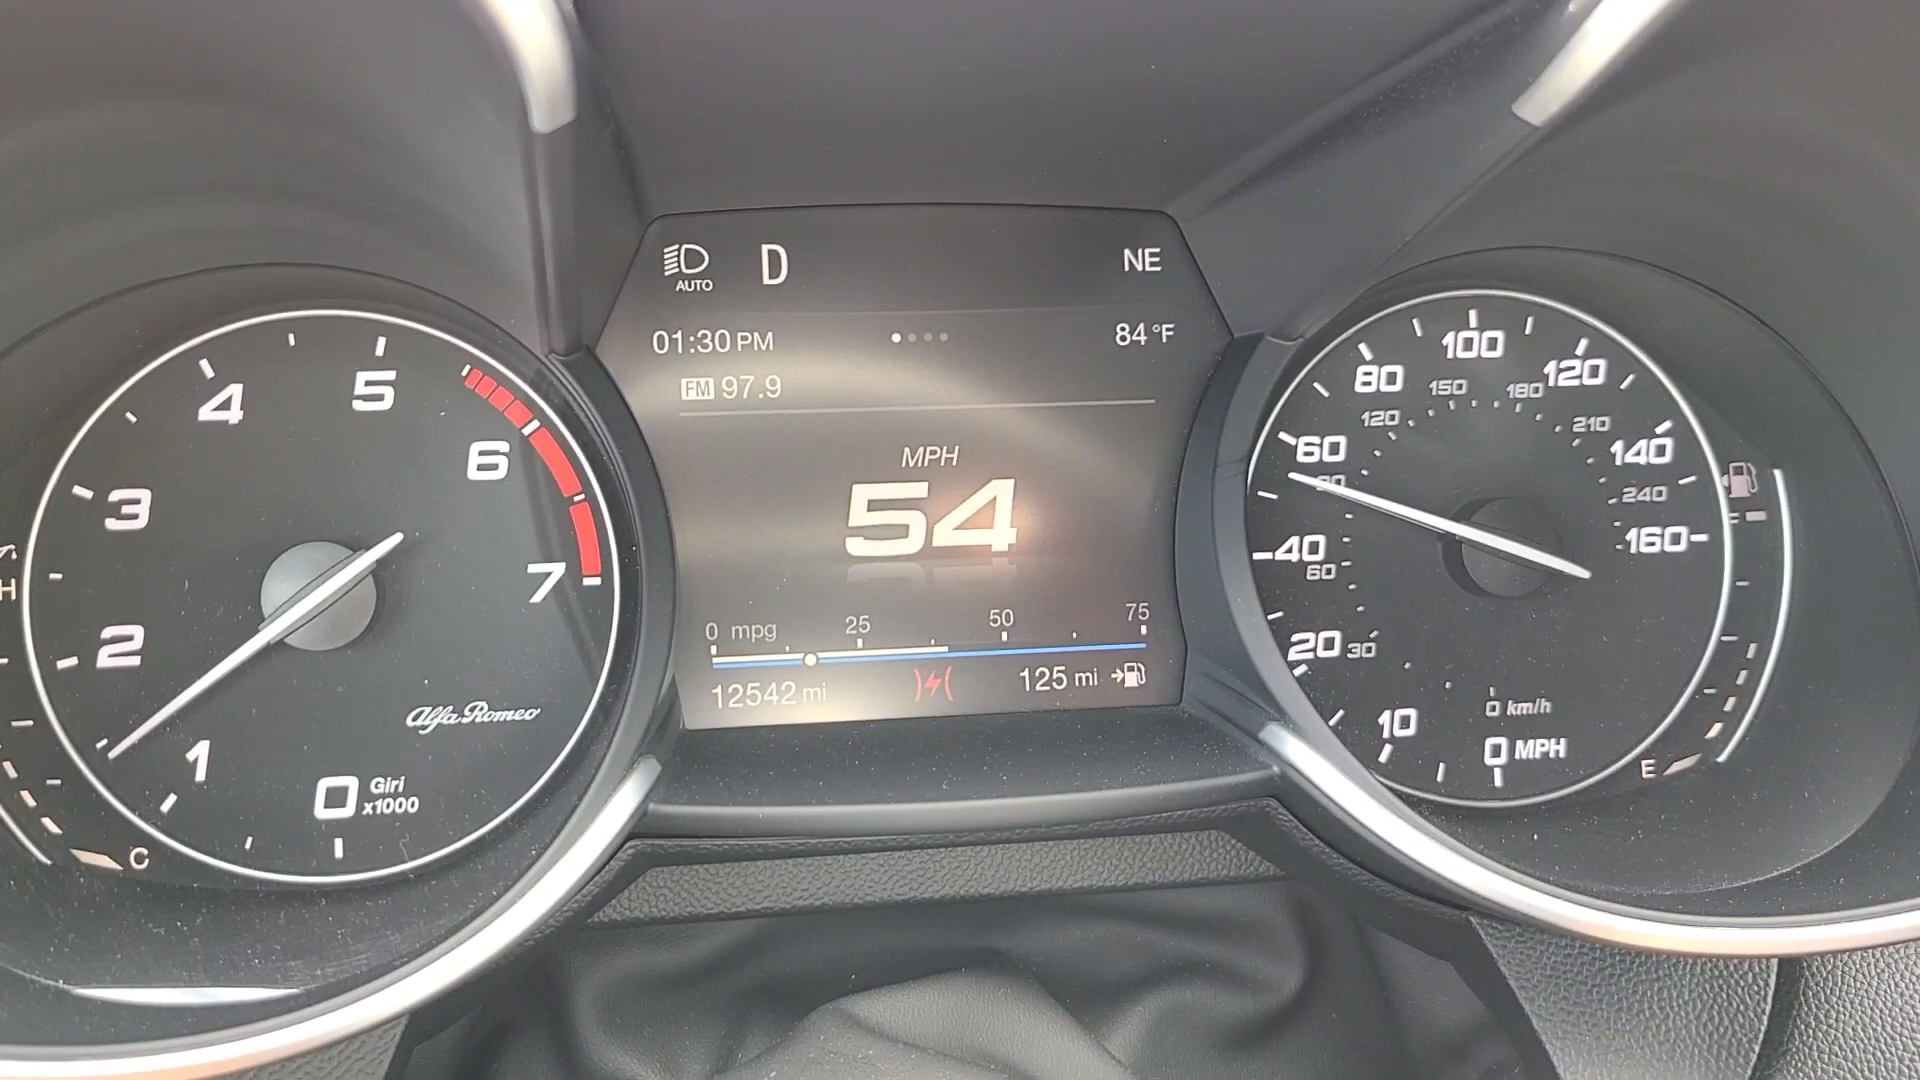 AUTO D NE
01:30 PM 84°F
FM 97.9
MPH
54
0 mpg 25 50 75
12542 mi 125 mi
1
2
3
4
5
6
7
Alfa Romeo
0 Giri
x1000
H
C
10
20
40
60
80
100
120
140
160
30
60
90
120
150
180
210
240
0 km/h
0 MPH
F
E